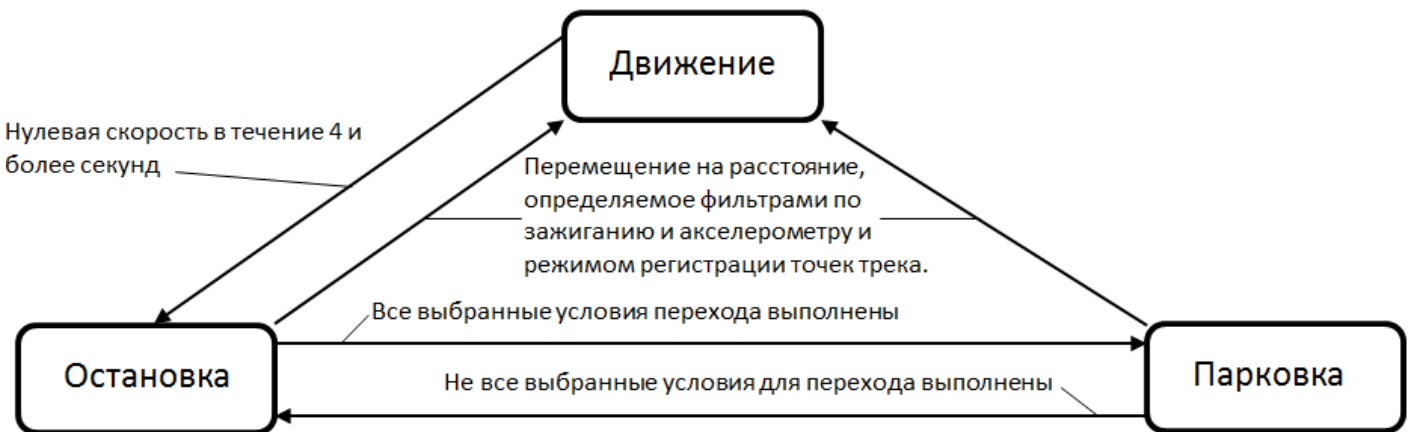 Движение
Нулевая скорость в течение 4 и
более секунд
Перемещение на расстояние,
определяемое фильтрами по
зажиганию и акселерометру и
режимом регистрации точек трека.
Все выбранные условия перехода выполнены
Остановка
Парковка
Не все выбранные условия для перехода выполнены